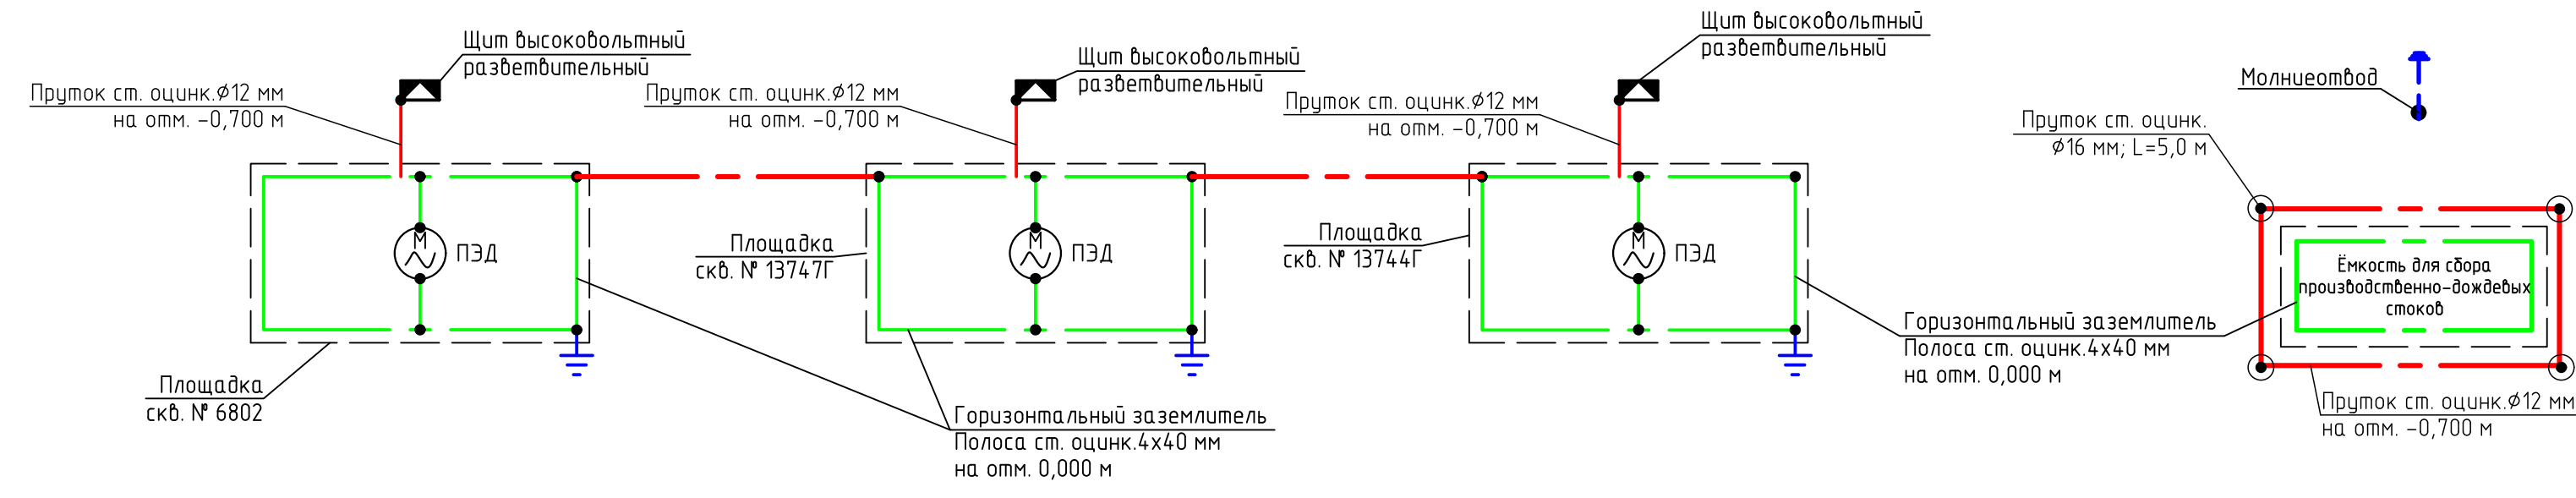 Щит высоковольтный
разветвительный
Пруток ст. оцинк.Ø12 мм
на отм. -0,700 м
М
ПЭД
Площадка
скв. № 6802
Щит высоковольтный
разветвительный
Пруток ст. оцинк.Ø12 мм
на отм. -0,700 м
Площадка
скв. № 13747Г
М
ПЭД
Горизонтальный заземлитель
Полоса ст. оцинк.4х40 мм
на отм. 0,000 м
Щит высоковольтный
разветвительный
Пруток ст. оцинк.Ø12 мм
на отм. -0,700 м
Площадка
скв. № 13744Г
М
ПЭД
Горизонтальный заземлитель
Полоса ст. оцинк.4х40 мм
на отм. 0,000 м
Молниеотвод
Пруток ст. оцинк.
Ø16 мм; L=5,0 м
Ёмкость для сбора
производственно-дождевых
стоков
Пруток ст. оцинк.Ø12 мм
на отм. -0,700 м